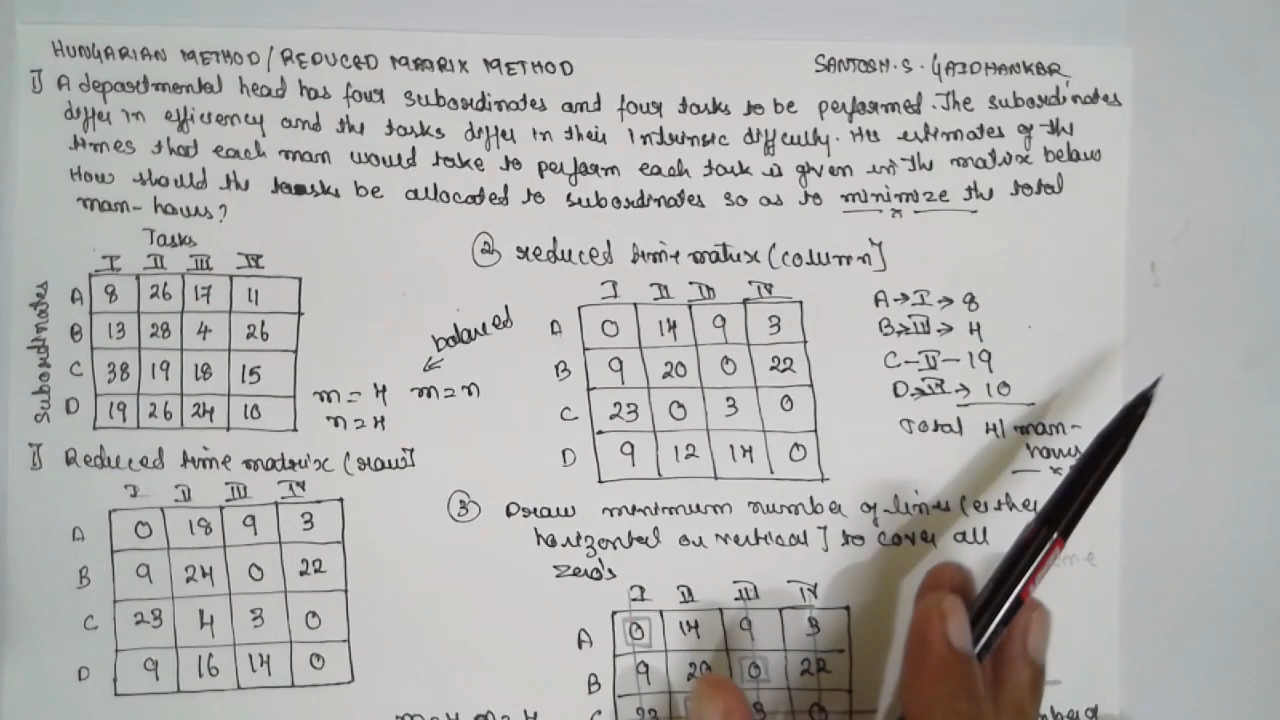 HUNGARIAN METHOD/REDUCED MATRIX METHOD
SANTOSH.S.GAIDHANKAR
1] A departmental head has four subordinates and four tasks to be performed. The subordinates
differ in efficiency and the tasks differ in their intrinsic difficulty. His estimates of the
times that each man would take to perform each task is given in the matrix below
How should the tasks be allocated to subordinates so as to minimize the total
man-hours?
Tasks
I II III IV
Subordinates
A 8 26 17 11
B 13 28 4 26
C 38 19 18 15
D 19 26 24 10
m=4
n=4
balanced
m=n
1] Reduced time matrix (row]
I II III IV
A 0 18 9 3
B 9 24 0 22
C 23 4 3 0
D 9 16 14 0
② reduced time matrix (column]
I II III IV
A 0 14 9 3
B 9 20 0 22
C 23 0 3 0
D 9 12 14 0
A→I→8
B→III→4
C-II-19
D→IV→10
Total 41 man-
hours
③ Draw minimum number of lines (either
horizontal or vertical] to cover all
zero's
I II III IV
A 0 14 9 3
B 9 20 0 22
C 23 3 0